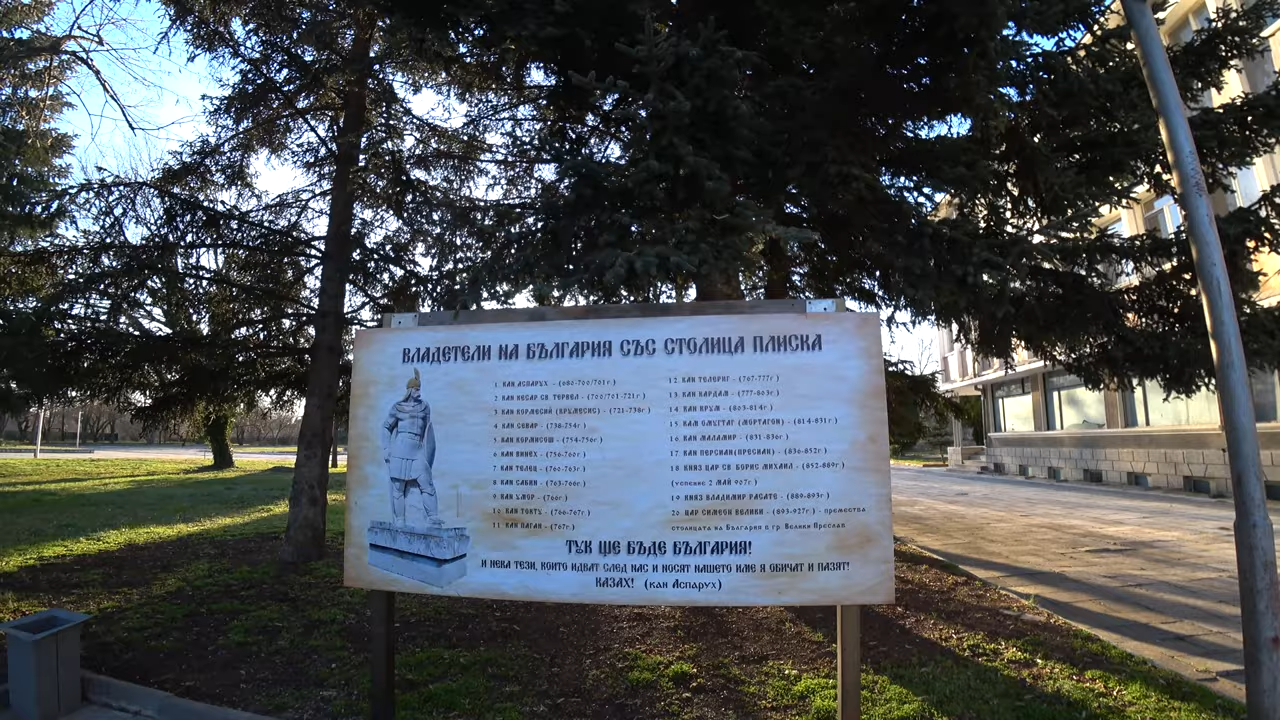 ВЛАДЕТЕЛИ НА БЪЛГАРИЯ СЪС СТОЛИЦА ПЛИСКА
1. КАН АСПАРУХ - (680-700/701г.)
2. КАН КЕСАР СВ. ТЕРВЕЛ - (700/701-721г.)
3. КАН КОРМЕСИЙ (КРУМЕСИС) - (721-738г.)
4. КАН СЕВАР - (738-754г.)
5. КАН КОРМИСОШ - (754-756г.)
6. КАН ВИНЕХ - (756-760г.)
7. КАН ТЕЛЕЦ - (760-763г.)
8. КАН САБИН - (763-766г.)
9. КАН УМОР - (766г.)
10. КАН ТОКТУ - (766-767г.)
11. КАН ПАГАН - (767г.)
12. КАН ТЕЛЕРИГ - (767-777г.)
13. КАН КАРДАМ - (777-803г.)
14. КАН КРУМ - (803-814г.)
15. КАН ОМУРТАГ (МОРТАГОН) - (814-831г.)
16. КАН МАЛАМИР - (831-836г.)
17. КАН ПЕРСИАН (ПРЕСИАН) - (836-852г.)
18. КНЯЗ ЦАР СВ. БОРИС МИХАИЛ - (852-889г.)
(успение 2 МАЙ 907г.)
19. КНЯЗ ВЛАДИМИР РАСАТЕ - (889-893г.)
20. ЦАР СИМЕОН ВЕЛИКИ - (893-927г.) - премества
столицата на България в гр. Велики Преслав
ТУК ЩЕ БЪДЕ БЪЛГАРИЯ!
И НЕКА ТЕЗИ, КОИТО ИДВАТ СЛЕД НАС И НОСЯТ НАШЕТО ИМЕ Я ОБИЧАТ И ПАЗЯТ!
КАЗАХ! (кан Аспарух)